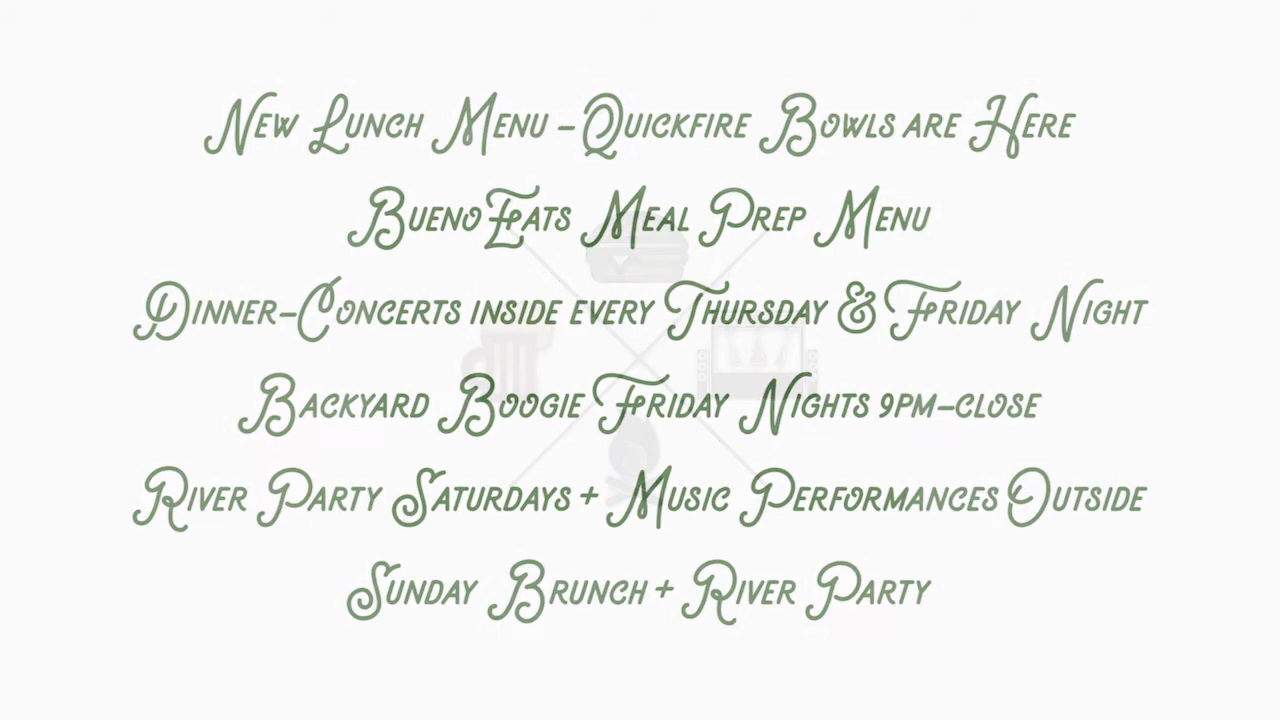 New Lunch Menu - Quickfire Bowls are Here
BuenoEats Meal Prep Menu
Dinner-Concerts inside every Thursday & Friday Night
Backyard Boogie Friday Nights 9pm-close
River Party Saturdays + Music Performances Outside
Sunday Brunch + River Party